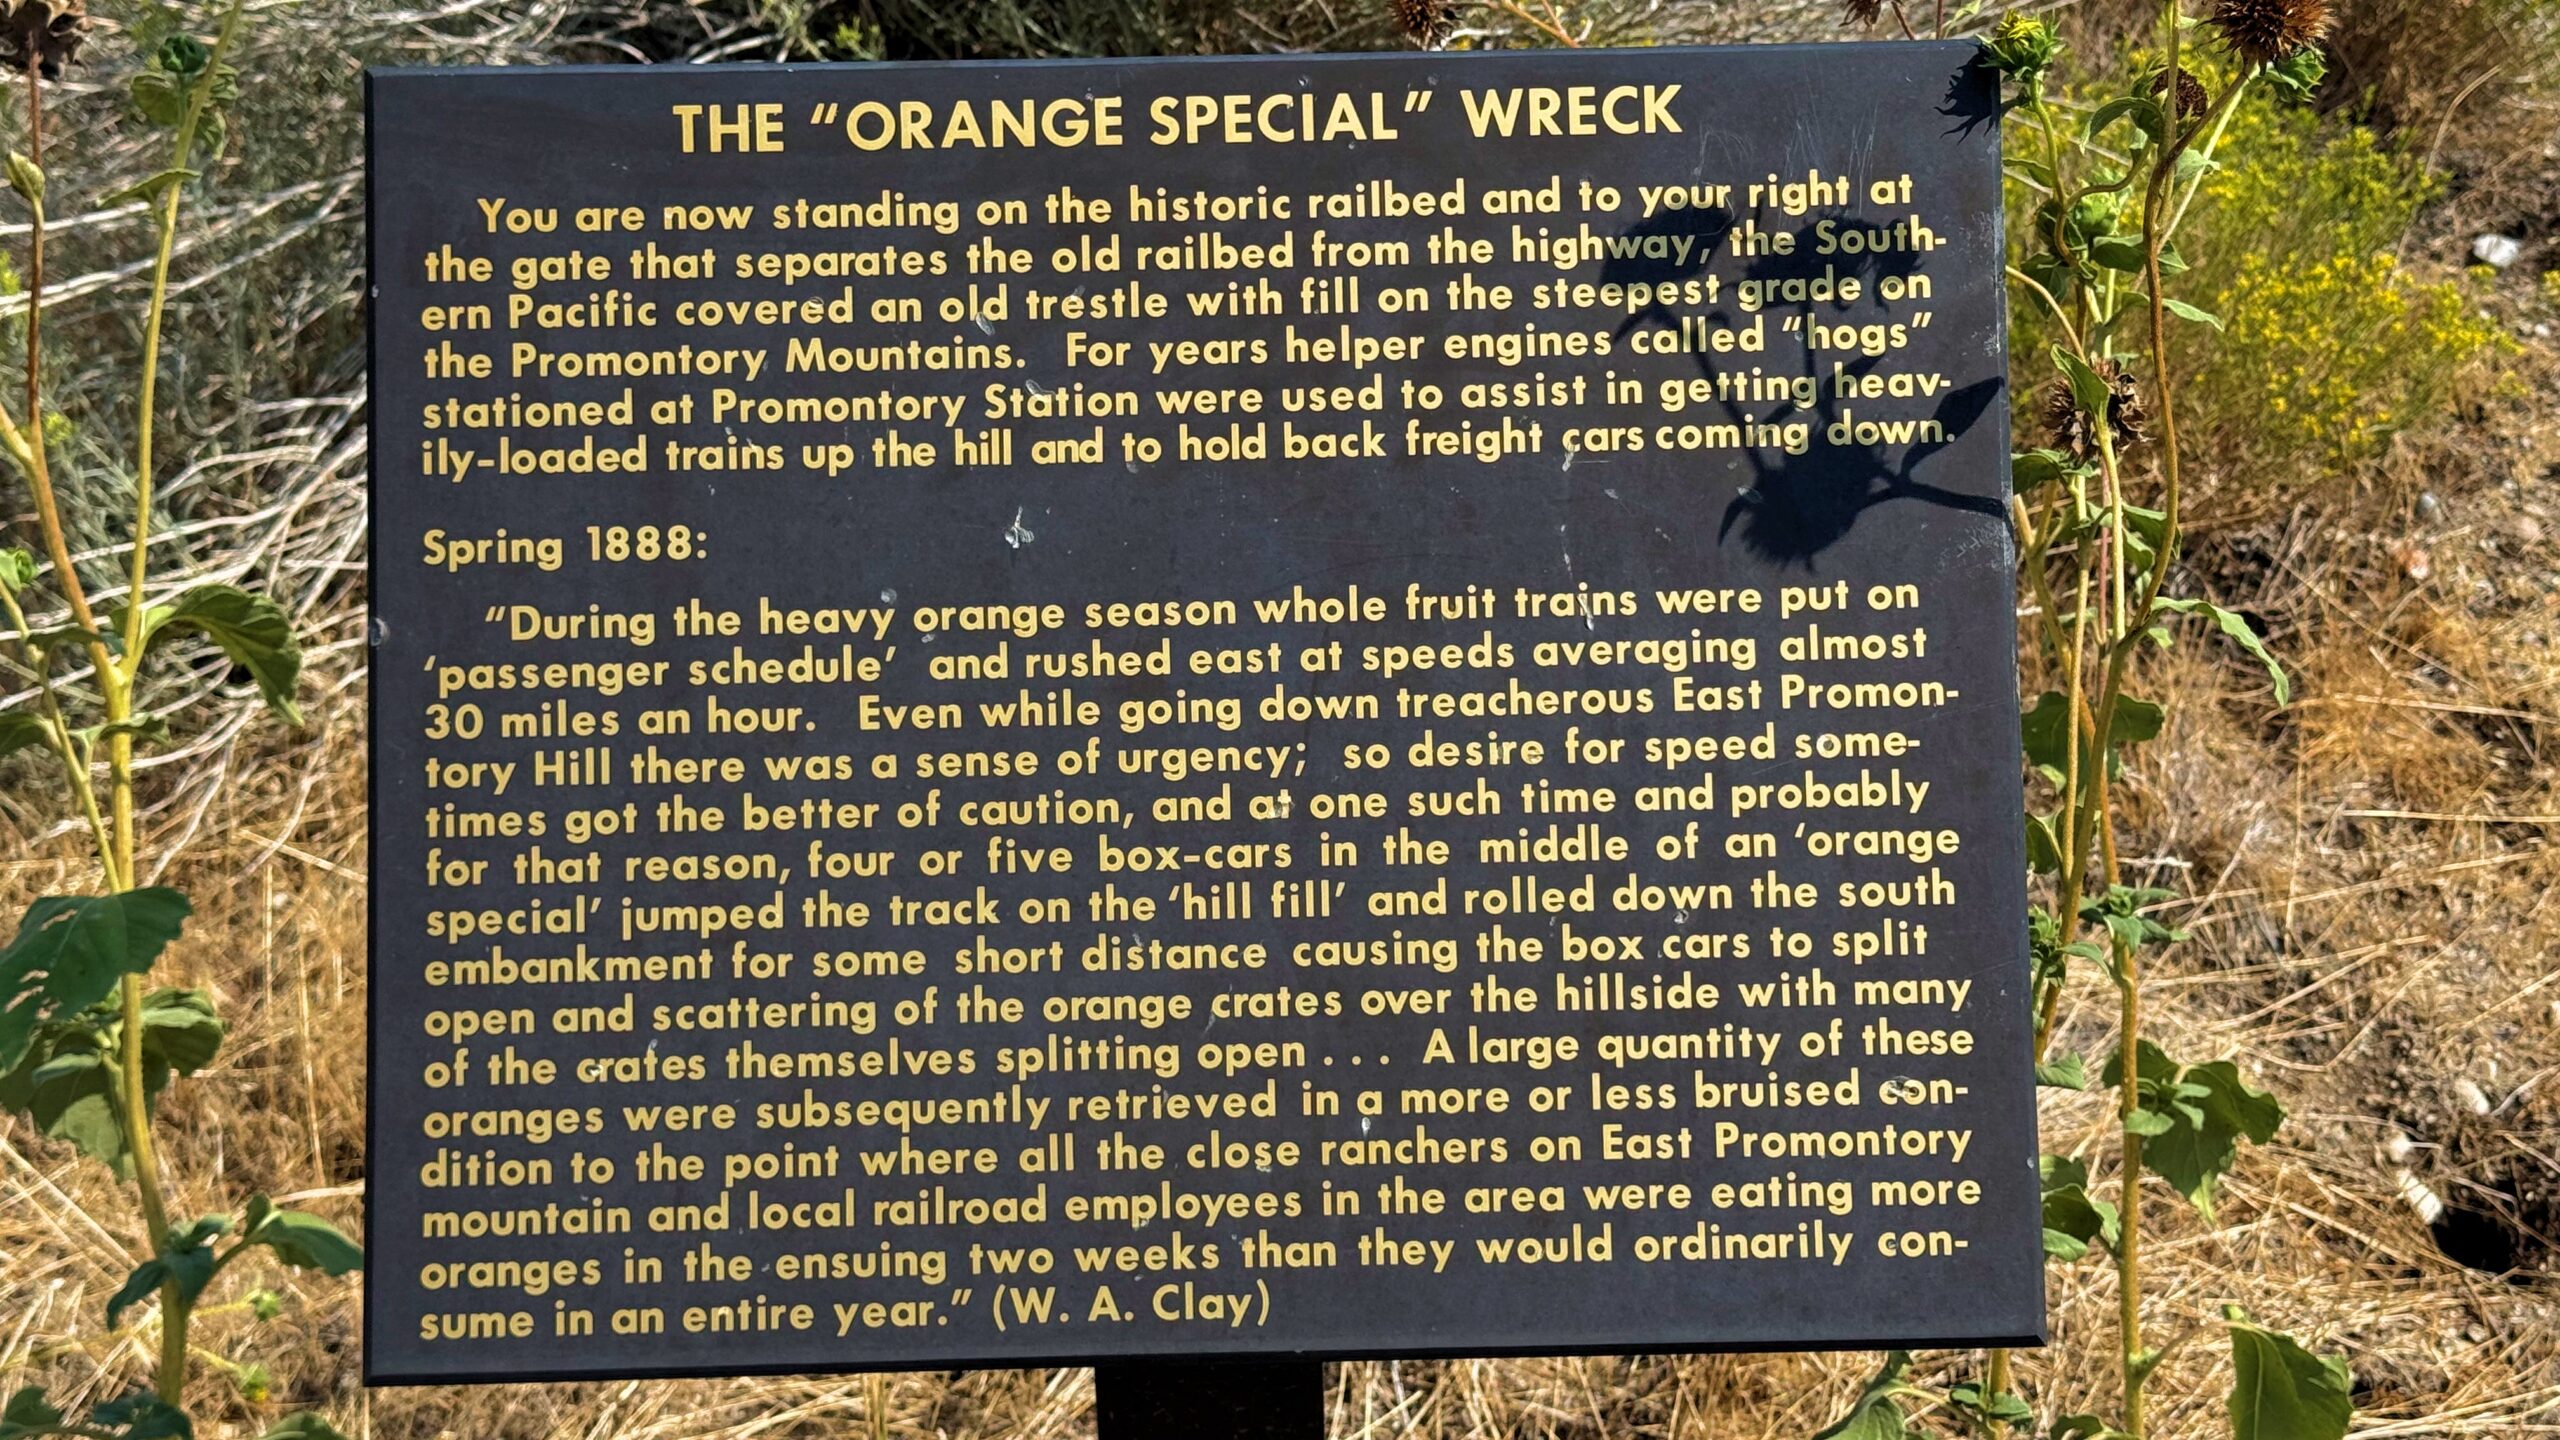 THE “ORANGE SPECIAL” WRECK
You are now standing on the historic railbed and to your right at
the gate that separates the old railbed from the highway, the South-
ern Pacific covered an old trestle with fill on the steepest grade on
the Promontory Mountains. For years helper engines called “hogs”
stationed at Promontory Station were used to assist in getting heav-
ily-loaded trains up the hill and to hold back freight cars coming down.
Spring 1888:
“During the heavy orange season whole fruit trains were put on
‘passenger schedule’ and rushed east at speeds averaging almost
30 miles an hour. Even while going down treacherous East Promon-
tory Hill there was a sense of urgency; so desire for speed some-
times got the better of caution, and at one such time and probably
for that reason, four or five box-cars in the middle of an ‘orange
special’ jumped the track on the ‘hill fill’ and rolled down the south
embankment for some short distance causing the box cars to split
open and scattering of the orange crates over the hillside with many
of the crates themselves splitting open . . . A large quantity of these
oranges were subsequently retrieved in a more or less bruised con-
dition to the point where all the close ranchers on East Promontory
mountain and local railroad employees in the area were eating more
oranges in the ensuing two weeks than they would ordinarily con-
sume in an entire year.” (W. A. Clay)